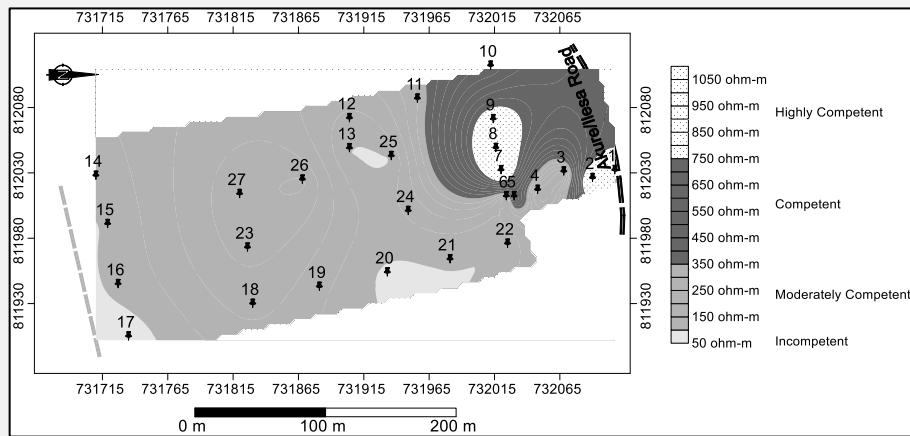 731715 731765 731815 731865 731915 731965 732015 732065
10
11
12
9
13
25
8
7
Akure/Ilesa Road
1
2
3
4
65
14
26
27
24
15
23
22
21
20
19
16
18
17
812080
812030
811980
811930
812080
812030
811980
811930
731715 731765 731815 731865 731915 731965 732015 732065
0 m 100 m 200 m
1050 ohm-m
950 ohm-m
850 ohm-m
750 ohm-m
650 ohm-m
550 ohm-m
450 ohm-m
350 ohm-m
250 ohm-m
150 ohm-m
50 ohm-m
Highly Competent
Competent
Moderately Competent
Incompetent